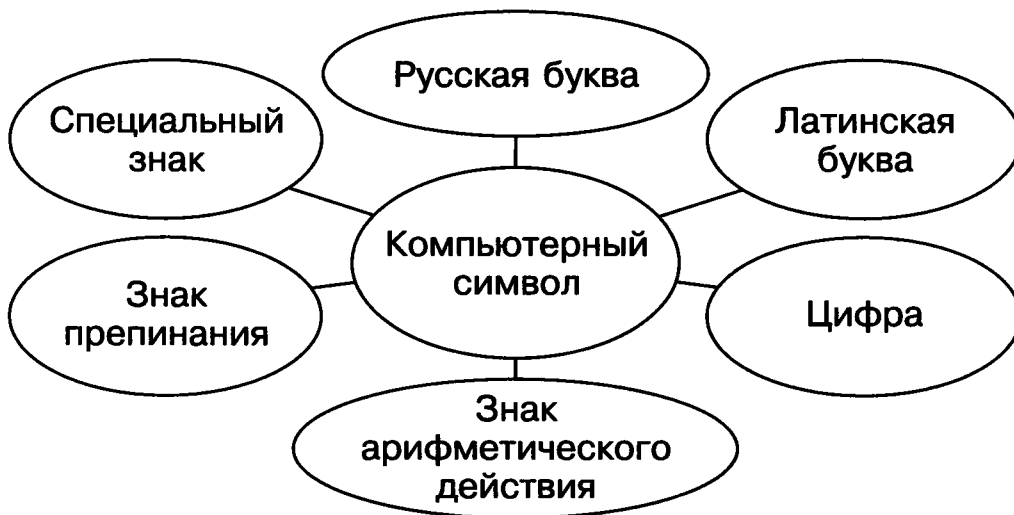 Русская буква
Специальный
знак
Латинская
буква
Компьютерный
символ
Знак
препинания
Цифра
Знак
арифметического
действия